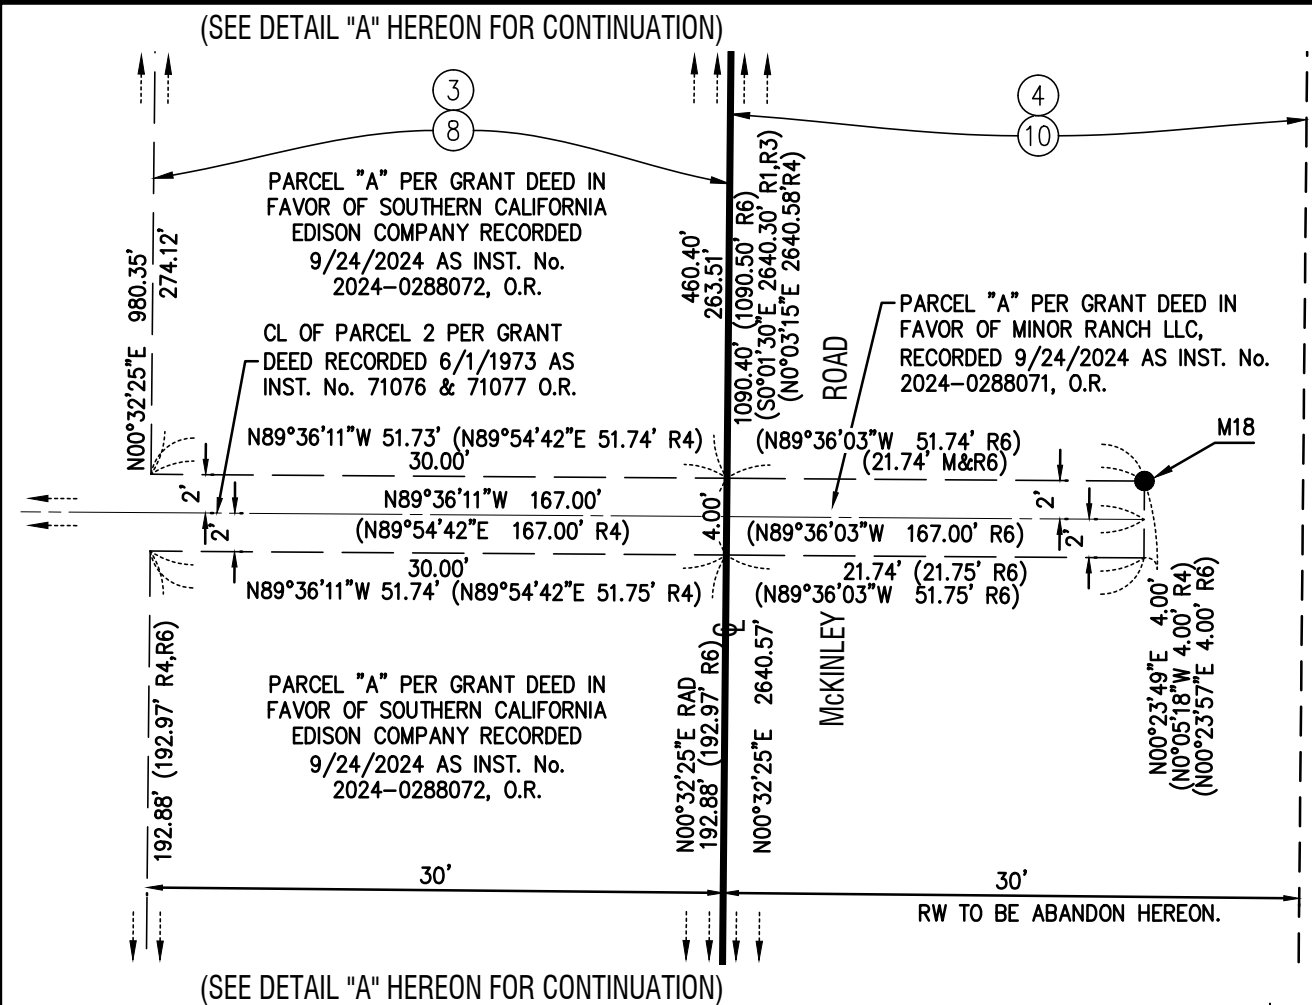 (SEE DETAIL "A" HEREON FOR CONTINUATION)
3
8
4
10
PARCEL "A" PER GRANT DEED IN
FAVOR OF SOUTHERN CALIFORNIA
EDISON COMPANY RECORDED
9/24/2024 AS INST. No.
2024-0288072, O.R.
CL OF PARCEL 2 PER GRANT
DEED RECORDED 6/1/1973 AS
INST. No. 71076 & 71077 O.R.
N00°32'25"E 980.35'
274.12'
460.40'
263.51'
1090.40' (1090.50' R6)
(S0°01'30"E 2640.30' R1,R3)
(N0°03'15"E 2640.58'R4)
ROAD
PARCEL "A" PER GRANT DEED IN
FAVOR OF MINOR RANCH LLC,
RECORDED 9/24/2024 AS INST. No.
2024-0288071, O.R.
M18
N89°36'11"W 51.73' (N89°54'42"E 51.74' R4)
30.00'
(N89°36'03"W 51.74' R6)
(21.74' M&R6)
2'
2'
N89°36'11"W 167.00'
(N89°54'42"E 167.00' R4)
4.00'
(N89°36'03"W 167.00' R6)
2'
2'
30.00'
N89°36'11"W 51.74' (N89°54'42"E 51.75' R4)
21.74' (21.75' R6)
(N89°36'03"W 51.75' R6)
N00°23'49"E 4.00'
(N0°05'18"W 4.00' R4)
(N00°23'57"E 4.00' R6)
CL
McKINLEY
192.88' (192.97' R4,R6)
PARCEL "A" PER GRANT DEED IN
FAVOR OF SOUTHERN CALIFORNIA
EDISON COMPANY RECORDED
9/24/2024 AS INST. No.
2024-0288072, O.R.
N00°32'25"E RAD
192.88' (192.97' R6)
N00°32'25"E 2640.57'
30'
30'
RW TO BE ABANDON HEREON.
(SEE DETAIL "A" HEREON FOR CONTINUATION)